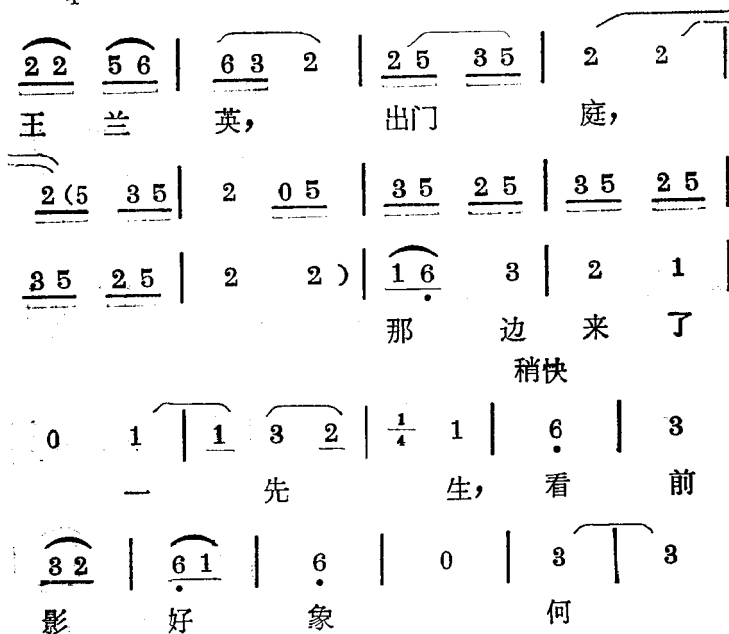 2 2 5 6 | 6 3 2 | 2 5 3 5 | 2 2 |
王 兰 英， 出门 庭，
2 (5 3 5 | 2 0 5 | 3 5 2 5 | 3 5 2 5 |
3 5 2 5 | 2 2 ) | 1 6 3 | 2 1 |
那 边 来 了
稍快
0 1 | 1 3 2 | 1/4 1 | 6 | 3
一 先 生， 看 前
3 2 | 6 1 | 6 | 0 | 3 | 3
影 好 象 何